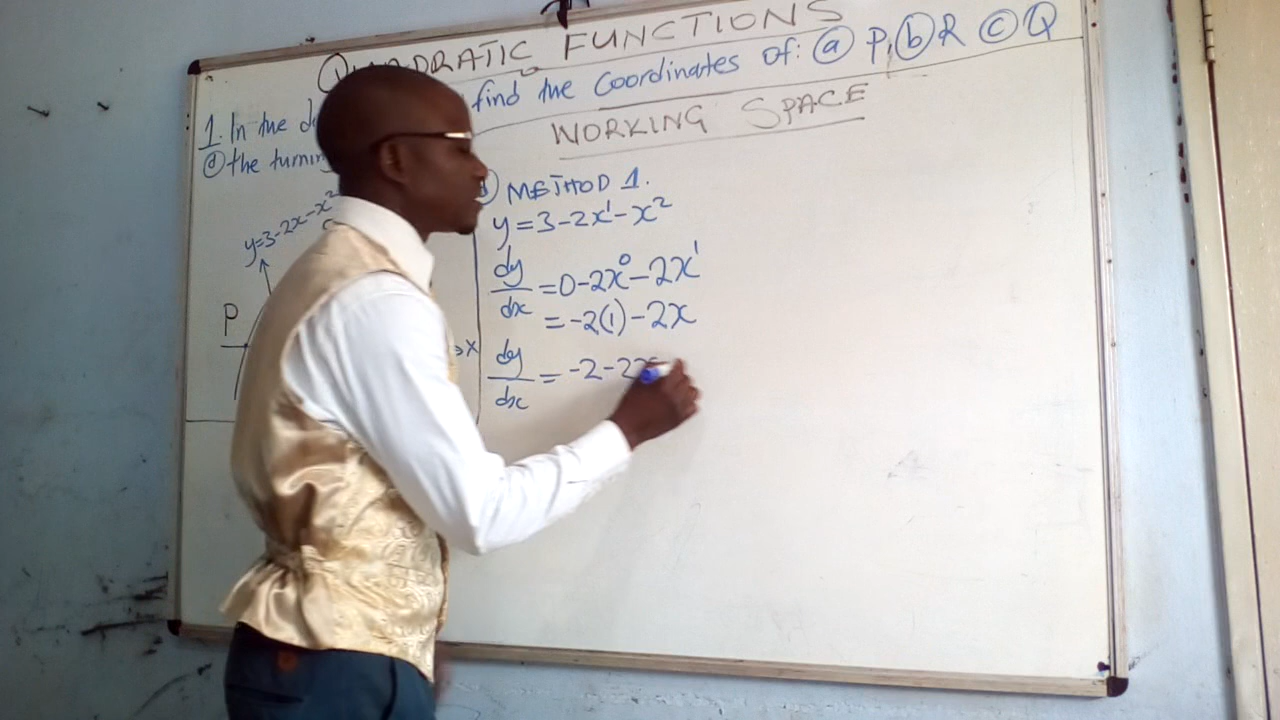 QUADRATIC FUNCTIONS
1. In the find the coordinates of: ⓐ P, ⓑ R ⓒ Q
ⓓ the turning
WORKING SPACE
y=3-2x-x²
P
x
METHOD 1.
y=3-2x¹-x²
dy/dx =0-2x⁰-2x¹
=-2(1)-2x
dy/dx = -2-2x